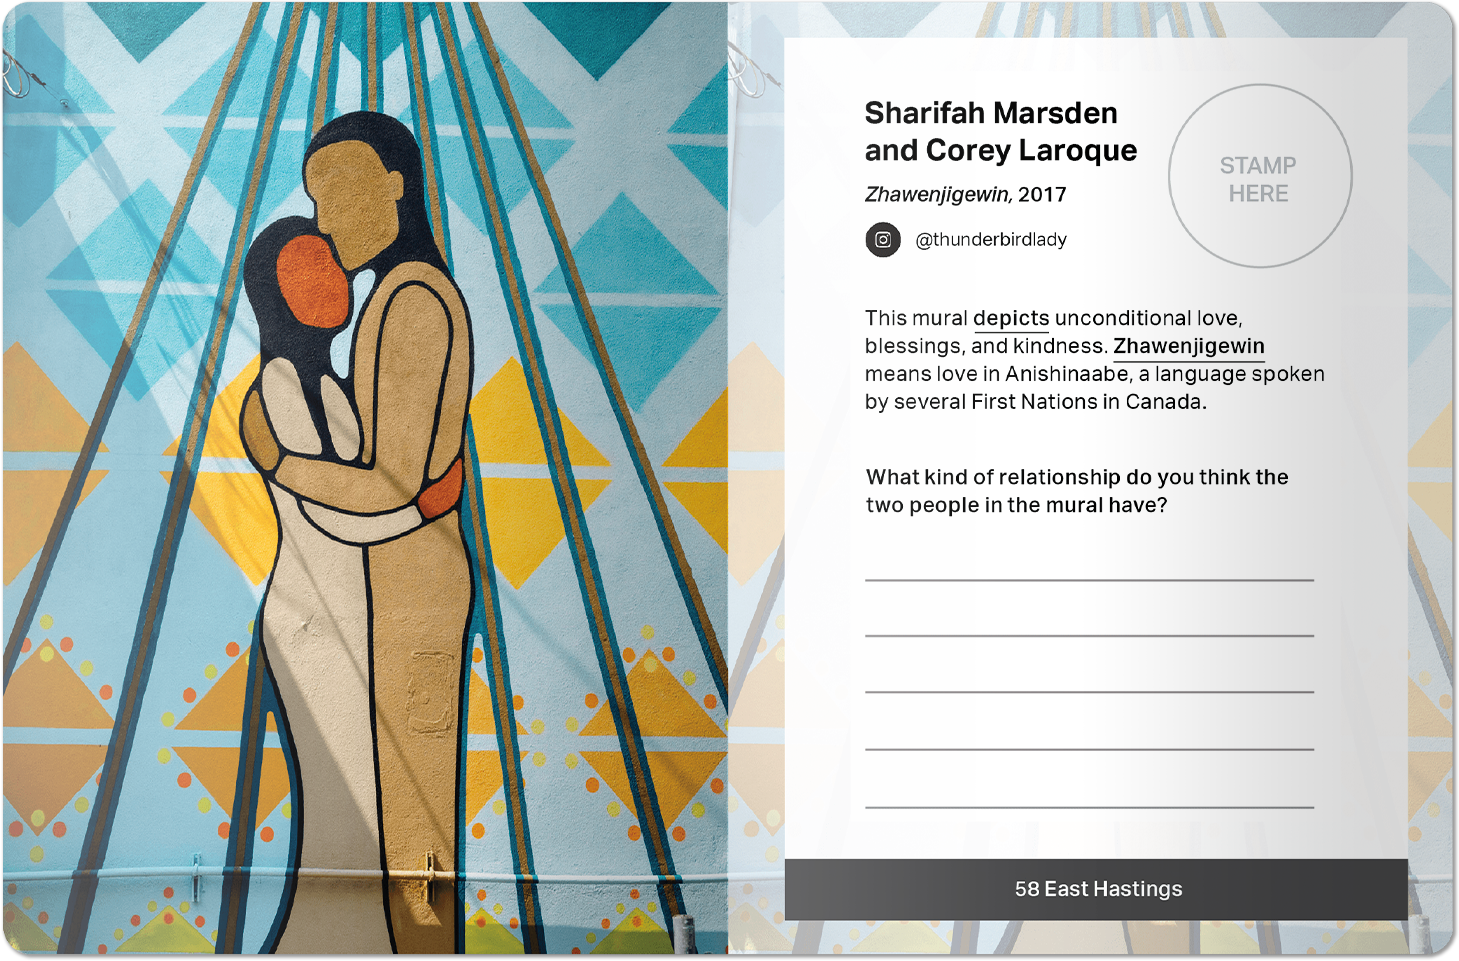 Sharifah Marsden
and Corey Laroque
Zhawenjigewin, 2017
@thunderbirdlady
STAMP
HERE
This mural depicts unconditional love,
blessings, and kindness. Zhawenjigewin
means love in Anishinaabe, a language spoken
by several First Nations in Canada.
What kind of relationship do you think the
two people in the mural have?
58 East Hastings